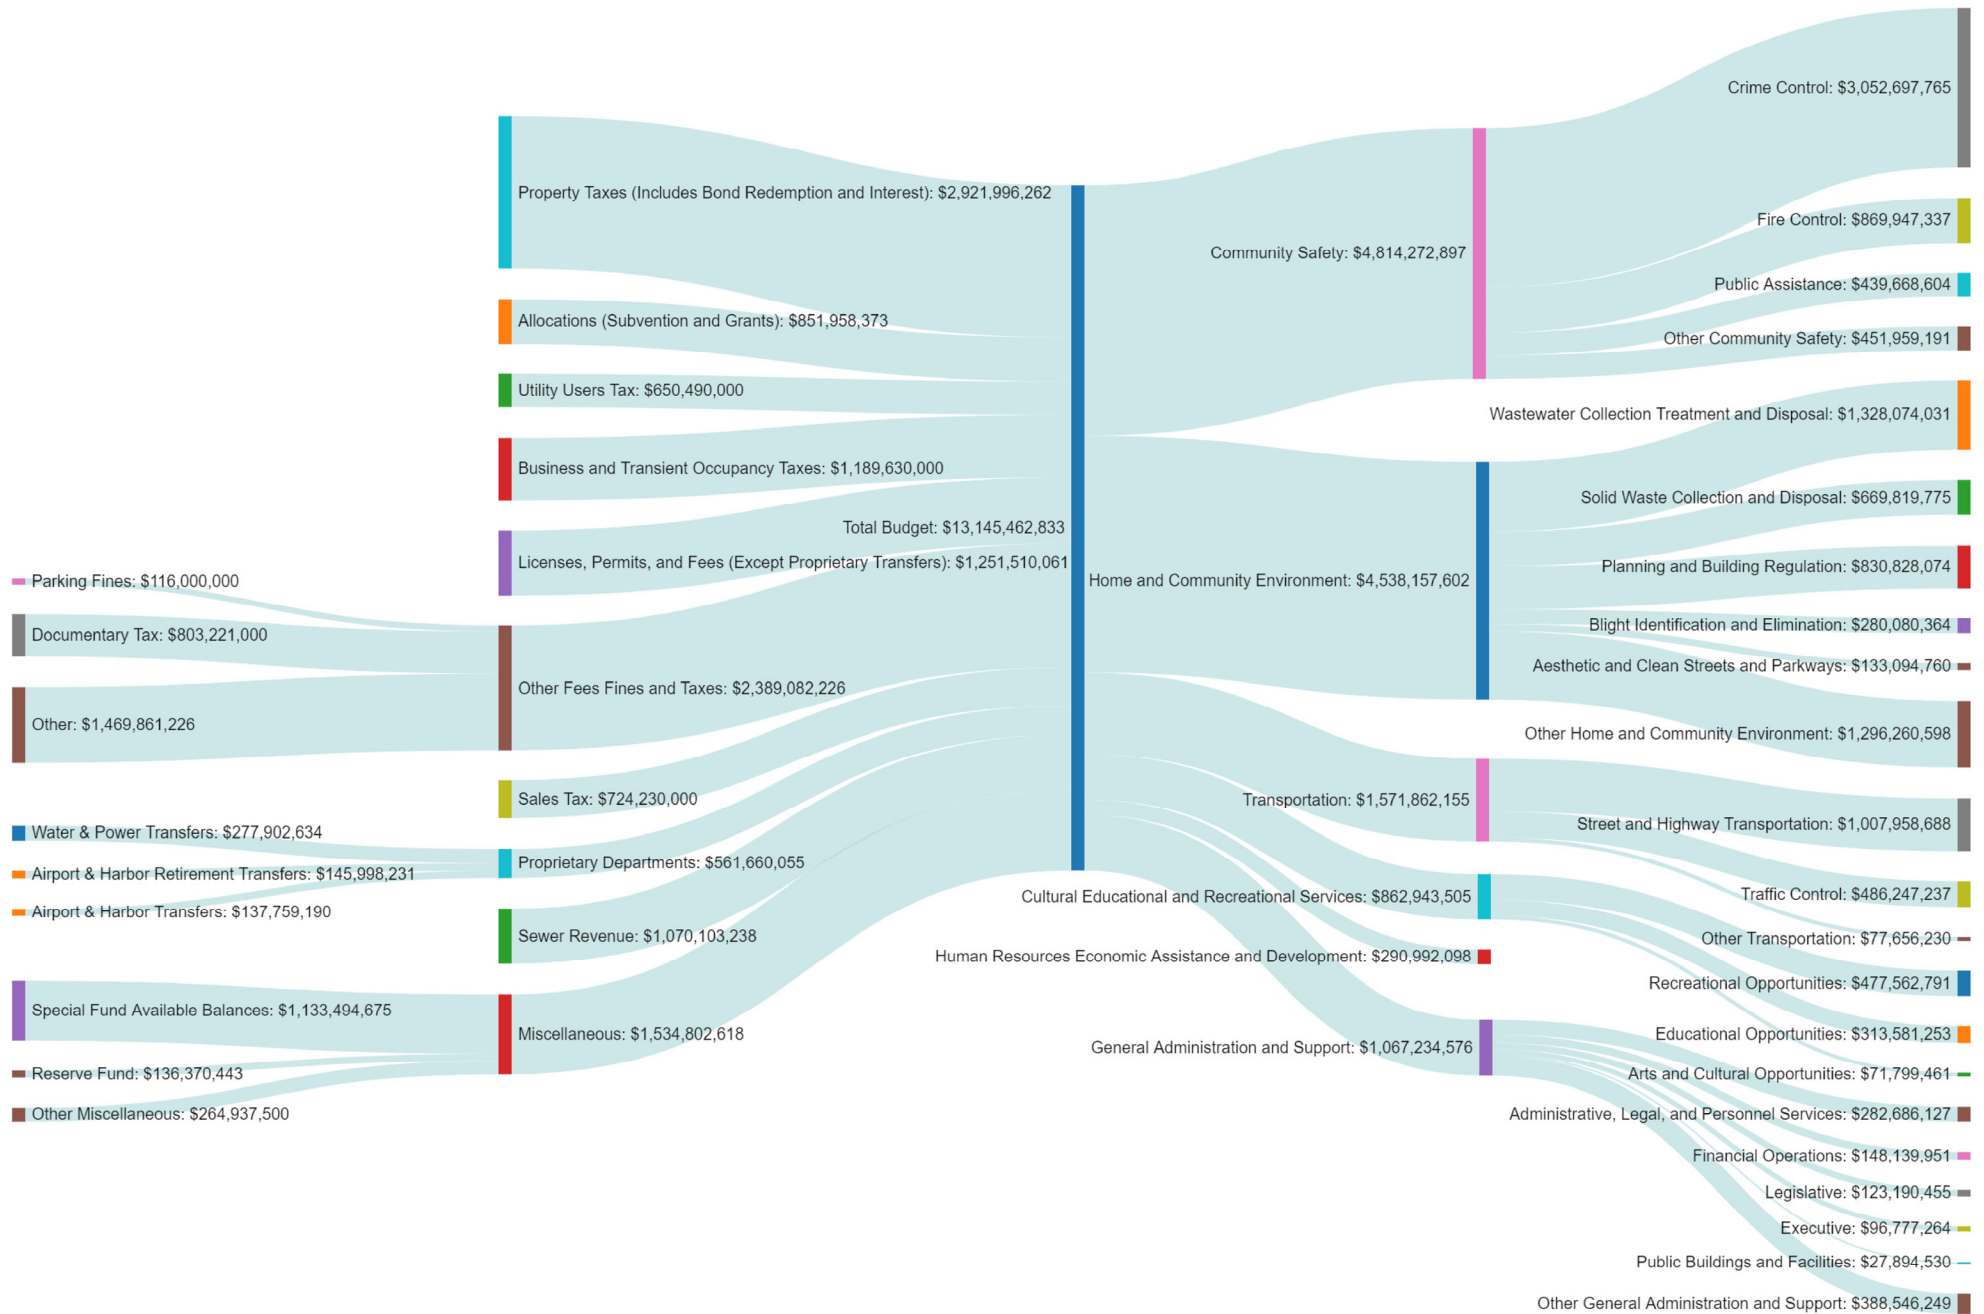 Parking Fines: $116,000,000
Documentary Tax: $803,221,000
Other: $1,469,861,226
Water & Power Transfers: $277,902,634
Airport & Harbor Retirement Transfers: $145,998,231
Airport & Harbor Transfers: $137,759,190
Special Fund Available Balances: $1,133,494,675
Reserve Fund: $136,370,443
Other Miscellaneous: $264,937,500
Property Taxes (Includes Bond Redemption and Interest): $2,921,996,262
Allocations (Subvention and Grants): $851,958,373
Utility Users Tax: $650,490,000
Business and Transient Occupancy Taxes: $1,189,630,000
Licenses, Permits, and Fees (Except Proprietary Transfers): $1,251,510,061
Other Fees Fines and Taxes: $2,389,082,226
Sales Tax: $724,230,000
Proprietary Departments: $561,660,055
Sewer Revenue: $1,070,103,238
Miscellaneous: $1,534,802,618
Total Budget: $13,145,462,833
Community Safety: $4,814,272,897
Home and Community Environment: $4,538,157,602
Transportation: $1,571,862,155
Cultural Educational and Recreational Services: $862,943,505
Human Resources Economic Assistance and Development: $290,992,098
General Administration and Support: $1,067,234,576
Crime Control: $3,052,697,765
Fire Control: $869,947,337
Public Assistance: $439,668,604
Other Community Safety: $451,959,191
Wastewater Collection Treatment and Disposal: $1,328,074,031
Solid Waste Collection and Disposal: $669,819,775
Planning and Building Regulation: $830,828,074
Blight Identification and Elimination: $280,080,364
Aesthetic and Clean Streets and Parkways: $133,094,760
Other Home and Community Environment: $1,296,260,598
Street and Highway Transportation: $1,007,958,688
Traffic Control: $486,247,237
Other Transportation: $77,656,230
Recreational Opportunities: $477,562,791
Educational Opportunities: $313,581,253
Arts and Cultural Opportunities: $71,799,461
Administrative, Legal, and Personnel Services: $282,686,127
Financial Operations: $148,139,951
Legislative: $123,190,455
Executive: $96,777,264
Public Buildings and Facilities: $27,894,530
Other General Administration and Support: $388,546,249